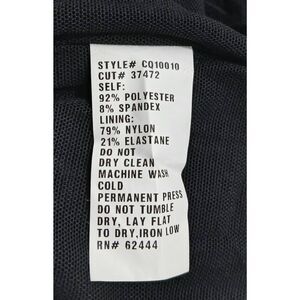 STYLE# CQ10010
CUT# 37472
SELF:
92% POLYESTER
8% SPANDEX
LINING:
79% NYLON
21% ELASTANE
DO NOT
DRY CLEAN
MACHINE WASH
COLD
PERMANENT PRESS
DO NOT TUMBLE
DRY, LAY FLAT
TO DRY.IRON LOW
RN# 62444